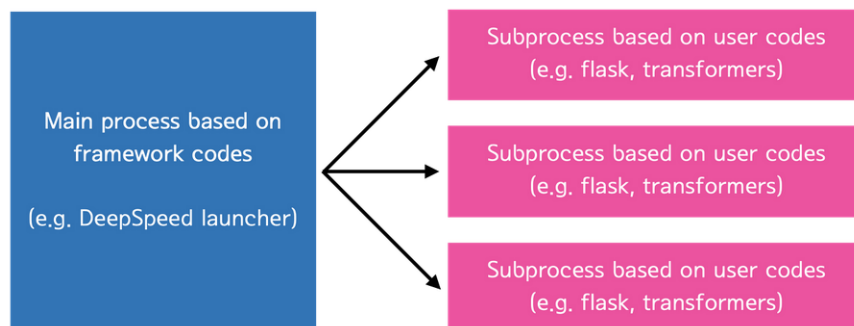 Main process based on
framework codes
(e.g. DeepSpeed launcher)
Subprocess based on user codes
(e.g. flask, transformers)
Subprocess based on user codes
(e.g. flask, transformers)
Subprocess based on user codes
(e.g. flask, transformers)